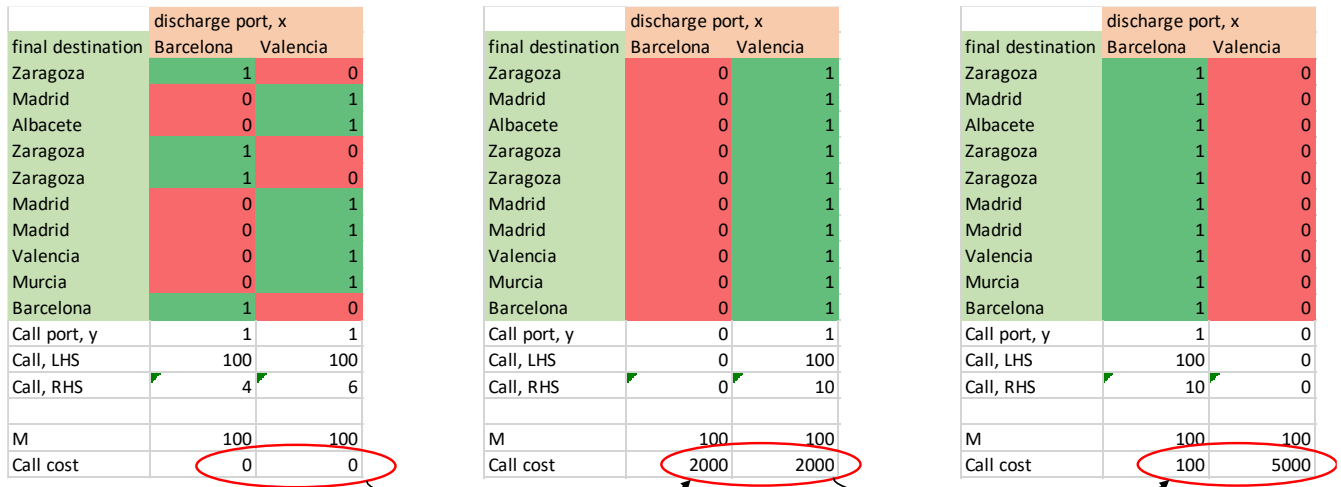 discharge port, x discharge port, x discharge port, x
final destination Barcelona Valencia final destination Barcelona Valencia final destination Barcelona Valencia
Zaragoza 1 0 Zaragoza 0 1 Zaragoza 1 0
Madrid 0 1 Madrid 0 1 Madrid 1 0
Albacete 0 1 Albacete 0 1 Albacete 1 0
Zaragoza 1 0 Zaragoza 0 1 Zaragoza 1 0
Zaragoza 1 0 Zaragoza 0 1 Zaragoza 1 0
Madrid 0 1 Madrid 0 1 Madrid 1 0
Madrid 0 1 Madrid 0 1 Madrid 1 0
Valencia 0 1 Valencia 0 1 Valencia 1 0
Murcia 0 1 Murcia 0 1 Murcia 1 0
Barcelona 1 0 Barcelona 0 1 Barcelona 1 0
Call port, y 1 1 Call port, y 0 1 Call port, y 1 0
Call, LHS 100 100 Call, LHS 0 100 Call, LHS 100 0
Call, RHS 4 6 Call, RHS 0 10 Call, RHS 10 0
M 100 100 M 100 100 M 100 100
Call cost 0 0 Call cost 2000 2000 Call cost 100 5000